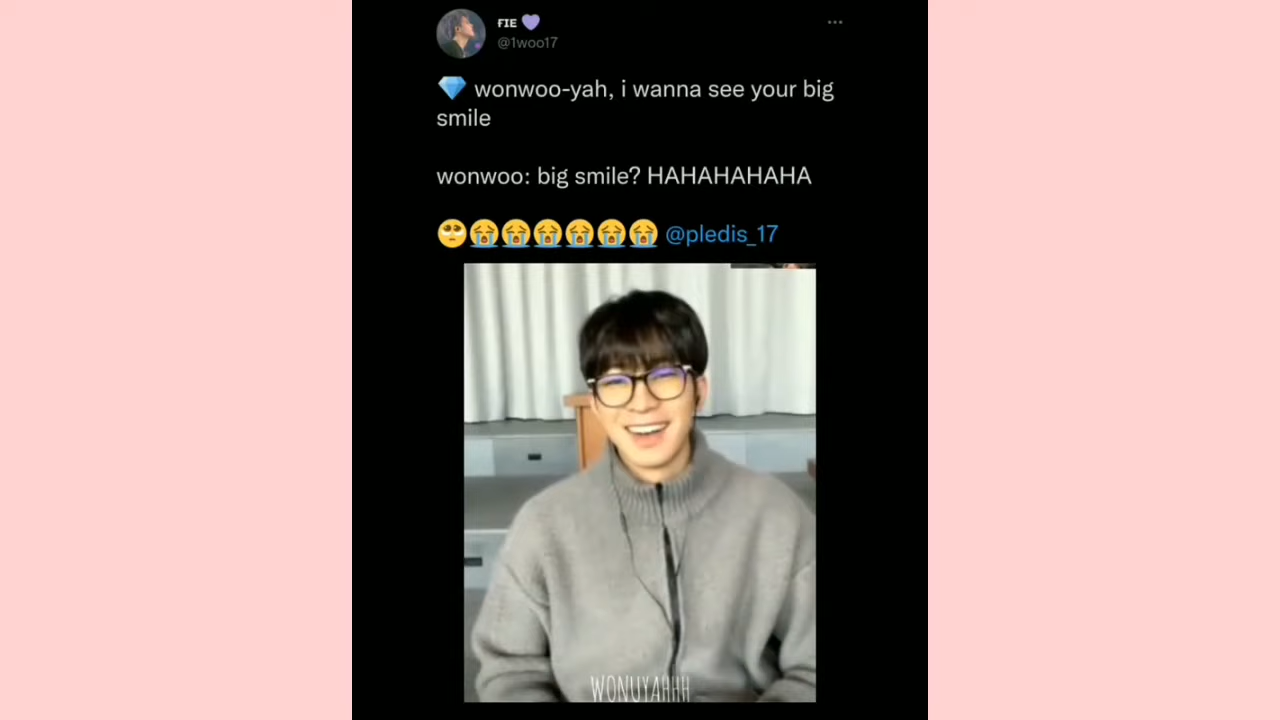 FIE 💜
@1woo17
💎 wonwoo-yah, i wanna see your big
smile
wonwoo: big smile? HAHAHAHAHA
🥺😭😭😭😭😭😭 @pledis_17
WONUYAHHH